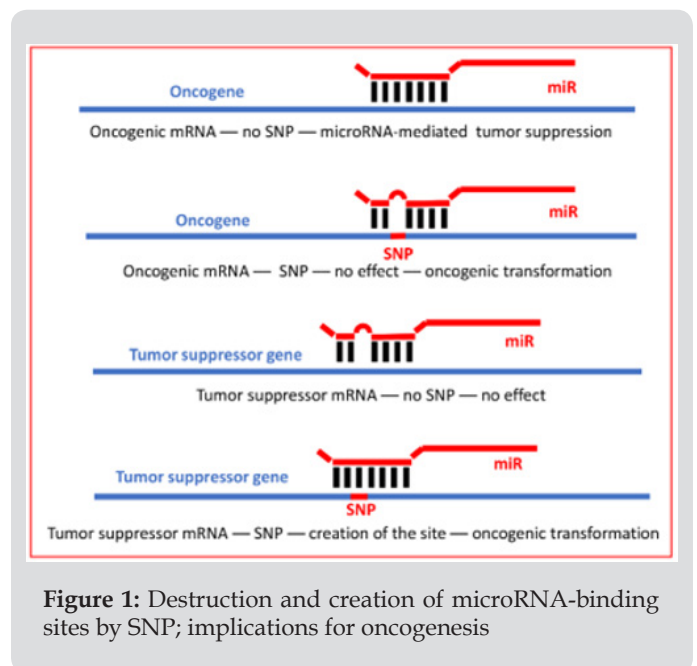 Oncogene
miR
Oncogenic mRNA — no SNP — microRNA-mediated tumor suppression
Oncogene
miR
SNP
Oncogenic mRNA — SNP — no effect — oncogenic transformation
Tumor suppressor gene
miR
Tumor suppressor mRNA — no SNP — no effect
Tumor suppressor gene
miR
SNP
Tumor suppressor mRNA — SNP — creation of the site — oncogenic transformation
Figure 1: Destruction and creation of microRNA-binding
sites by SNP; implications for oncogenesis